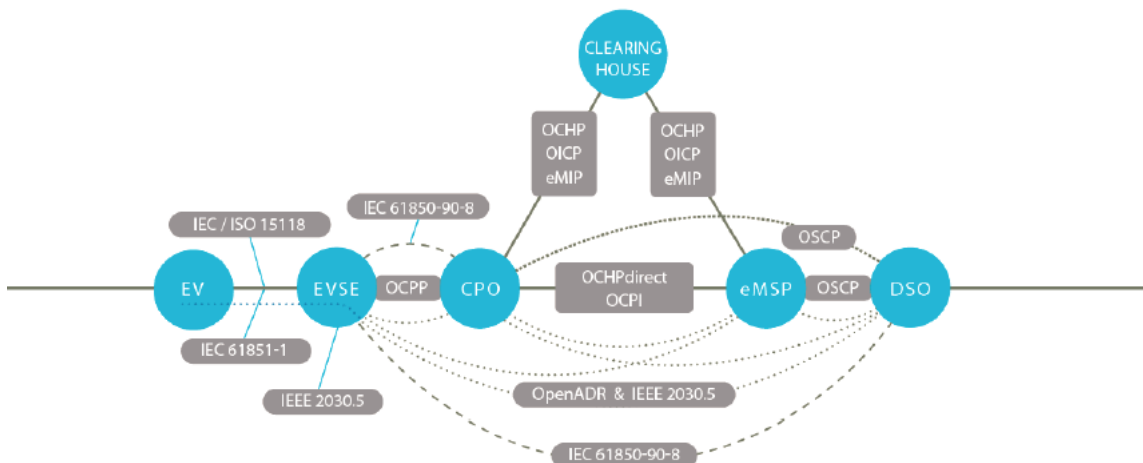 CLEARING
HOUSE
OCHP
OICP
eMIP
OCHP
OICP
eMIP
IEC 61850-90-8
IEC / ISO 15118
OSCP
EV
EVSE
OCPP
CPO
OCHPdirect
OCPI
eMSP
OSCP
DSO
IEC 61851-1
IEEE 2030.5
OpenADR & IEEE 2030.5
IEC 61850-90-8